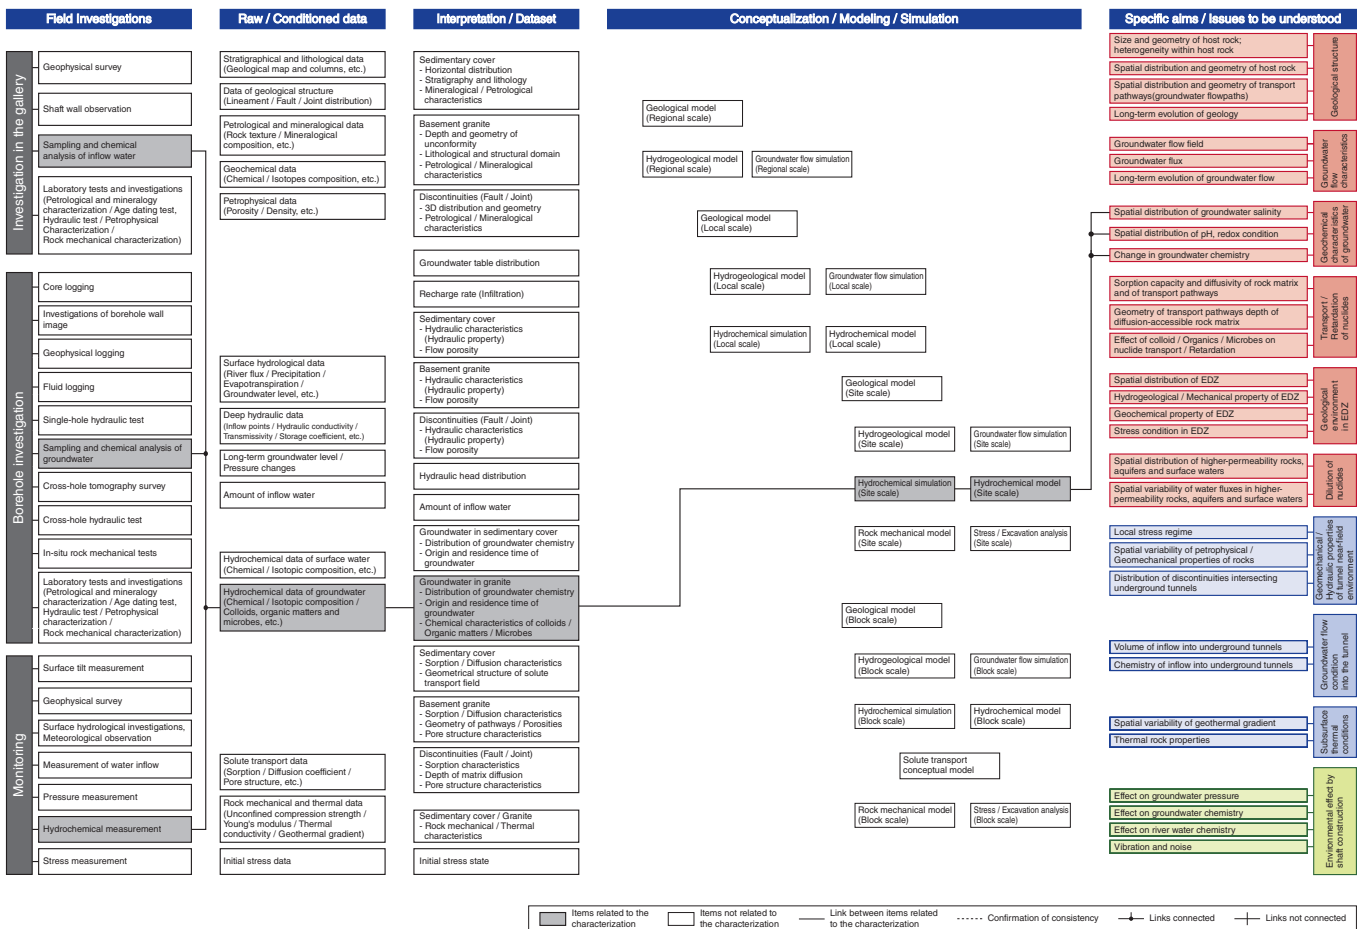 Field Investigations
Raw / Conditioned data
Interpretation / Dataset
Conceptualization / Modeling / Simulation
Specific aims / Issues to be understood
Investigation in the gallery
Geophysical survey
Shaft wall observation
Sampling and chemical
analysis of inflow water
Laboratory tests and investigations
(Petrological and mineralogy
characterization / Age dating test,
Hydraulic test / Petrophysical
Characterization /
Rock mechanical characterization)
Borehole investigation
Core logging
Investigations of borehole wall
image
Geophysical logging
Fluid logging
Single-hole hydraulic test
Sampling and chemical analysis of
groundwater
Cross-hole tomography survey
Cross-hole hydraulic test
In-situ rock mechanical tests
Laboratory tests and investigations
(Petrological and mineralogy
characterization / Age dating test,
Hydraulic test / Petrophysical
characterization /
Rock mechanical characterization)
Monitoring
Surface tilt measurement
Geophysical survey
Surface hydrological investigations,
Meteorological observation
Measurement of water inflow
Pressure measurement
Hydrochemical measurement
Stress measurement
Stratigraphical and lithological data
(Geological map and columns, etc.)
Data of geological structure
(Lineament / Fault / Joint distribution)
Petrological and mineralogical data
(Rock texture / Mineralogical
composition, etc.)
Geochemical data
(Chemical / Isotopes composition, etc.)
Petrophysical data
(Porosity / Density, etc.)
Surface hydrological data
(River flux / Precipitation /
Evapotranspiration /
Groundwater level, etc.)
Deep hydraulic data
(Inflow points / Hydraulic conductivity /
Transmissivity / Storage coefficient, etc.)
Long-term groundwater level /
Pressure changes
Amount of inflow water
Hydrochemical data of surface water
(Chemical / Isotopic composition, etc.)
Hydrochemical data of groundwater
(Chemical / Isotopic composition /
Colloids, organic matters and
microbes, etc.)
Solute transport data
(Sorption / Diffusion coefficient /
Pore structure, etc.)
Rock mechanical and thermal data
(Unconfined compression strength /
Young's modulus / Thermal
conductivity / Geothermal gradient)
Initial stress data
Sedimentary cover
- Horizontal distribution
- Stratigraphy and lithology
- Mineralogical / Petrological
characteristics
Basement granite
- Depth and geometry of
unconformity
- Lithological and structural domain
- Petrological / Mineralogical
characteristics
Discontinuities (Fault / Joint)
- 3D distribution and geometry
- Petrological / Mineralogical
characteristics
Groundwater table distribution
Recharge rate (Infiltration)
Sedimentary cover
- Hydraulic characteristics
(Hydraulic property)
- Flow porosity
Basement granite
- Hydraulic characteristics
(Hydraulic property)
- Flow porosity
Discontinuities (Fault / Joint)
- Hydraulic characteristics
(Hydraulic property)
- Flow porosity
Hydraulic head distribution
Amount of inflow water
Groundwater in sedimentary cover
- Distribution of groundwater chemistry
- Origin and residence time of
groundwater
Groundwater in granite
- Distribution of groundwater chemistry
- Origin and residence time of
groundwater
- Chemical characteristics of colloids /
Organic matters / Microbes
Sedimentary cover
- Sorption / Diffusion characteristics
- Geometrical structure of solute
transport field
Basement granite
- Sorption / Diffusion characteristics
- Geometry of pathways / Porosities
- Pore structure characteristics
Discontinuities (Fault / Joint)
- Sorption characteristics
- Depth of matrix diffusion
- Pore structure characteristics
Sedimentary cover / Granite
- Rock mechanical / Thermal
characteristics
Initial stress state
Geological model
(Regional scale)
Hydrogeological model
(Regional scale)
Groundwater flow simulation
(Regional scale)
Geological model
(Local scale)
Hydrogeological model
(Local scale)
Groundwater flow simulation
(Local scale)
Hydrochemical simulation
(Local scale)
Hydrochemical model
(Local scale)
Geological model
(Site scale)
Hydrogeological model
(Site scale)
Groundwater flow simulation
(Site scale)
Hydrochemical simulation
(Site scale)
Hydrochemical model
(Site scale)
Rock mechanical model
(Site scale)
Stress / Excavation analysis
(Site scale)
Geological model
(Block scale)
Hydrogeological model
(Block scale)
Groundwater flow simulation
(Block scale)
Hydrochemical simulation
(Block scale)
Hydrochemical model
(Block scale)
Solute transport
conceptual model
Rock mechanical model
(Block scale)
Stress / Excavation analysis
(Block scale)
Size and geometry of host rock;
heterogeneity within host rock
Spatial distribution and geometry of host rock
Spatial distribution and geometry of transport
pathways(groundwater flowpaths)
Long-term evolution of geology
Geological structure
Groundwater flow field
Groundwater flux
Long-term evolution of groundwater flow
Groundwater
flow
characteristics
Spatial distribution of groundwater salinity
Spatial distribution of pH, redox condition
Change in groundwater chemistry
Geochemical
characteristics
of groundwater
Sorption capacity and diffusivity of rock matrix
and of transport pathways
Geometry of transport pathways depth of
diffusion-accessible rock matrix
Effect of colloid / Organics / Microbes on
nuclide transport / Retardation
Transport /
Retardation
of nuclides
Spatial distribution of EDZ
Hydrogeological / Mechanical property of EDZ
Geochemical property of EDZ
Stress condition in EDZ
Geological
environment
in EDZ
Spatial distribution of higher-permeability rocks,
aquifers and surface waters
Spatial variability of water fluxes in higher-
permeability rocks, aquifers and surface waters
Dilution of
nuclides
Local stress regime
Spatial variability of petrophysical /
Geomechanical properties of rocks
Distribution of discontinuities intersecting
underground tunnels
Geomechanical/
Hydraulic properties
of tunnel near-field
environment
Volume of inflow into underground tunnels
Chemistry of inflow into underground tunnels
Groundwater flow
condition
into the tunnel
Spatial variability of geothermal gradient
Thermal rock properties
Subsurface
thermal
conditions
Effect on groundwater pressure
Effect on groundwater chemistry
Effect on river water chemistry
Vibration and noise
Environmental effect by
shaft construction
Items related to the
characterization
Items not related to
the characterization
Link between items related
to the characterization
Confirmation of consistency
Links connected
Links not connected